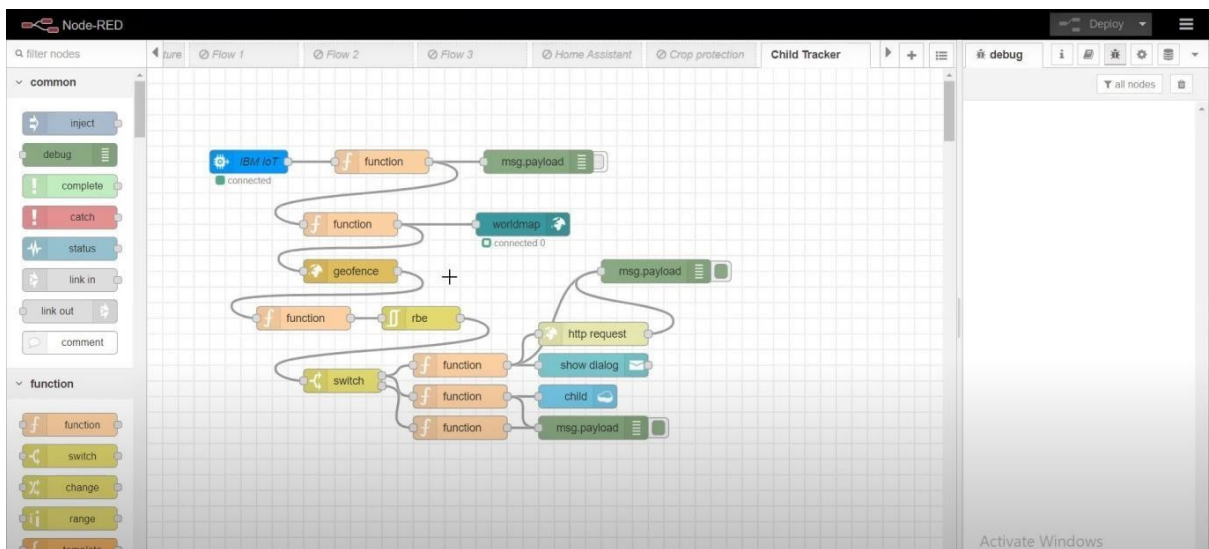 Node-RED
Deploy
filter nodes
ture
Flow 1
Flow 2
Flow 3
Home Assistant
Crop protection
Child Tracker
debug
all nodes
common
inject
debug
complete
catch
status
link in
link out
comment
function
function
switch
change
range
template
IBM IoT
connected
function
msg.payload
function
worldmap
connected 0
geofence
msg.payload
function
rbe
http request
switch
function
show dialog
function
child
function
msg.payload
Activate Windows